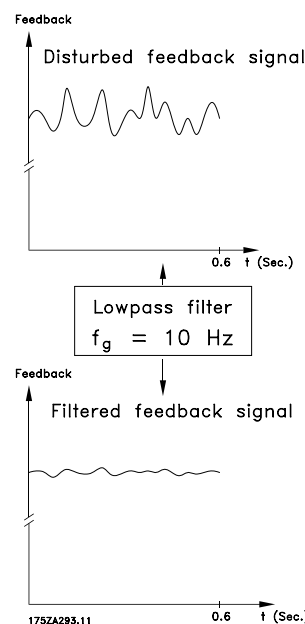 Feedback
Disturbed feedback signal
0.6 t (Sec.)
Lowpass filter
fg = 10 Hz
Feedback
Filtered feedback signal
0.6 t (Sec.)
175ZA293.11